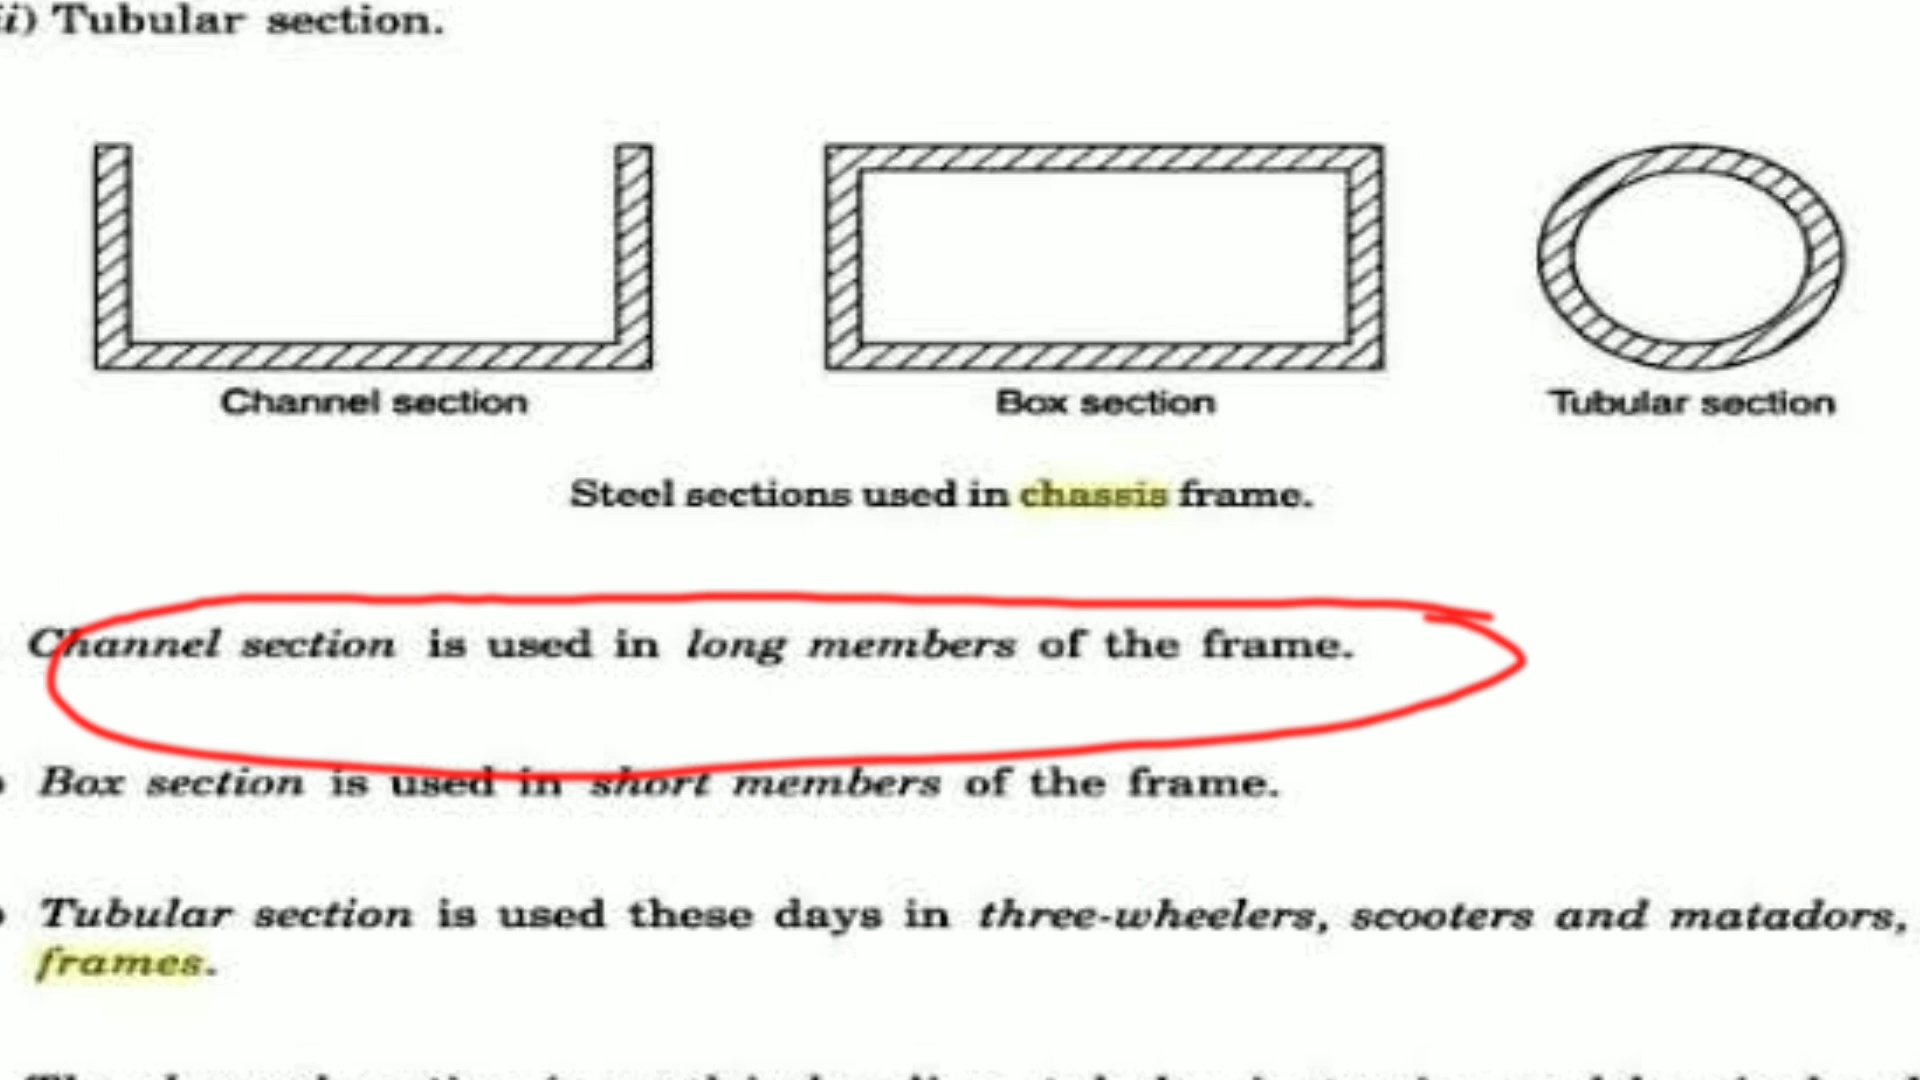 ii) Tubular section.
Channel section
Box section
Tubular section
Steel sections used in chassis frame.
Channel section is used in long members of the frame.
Box section is used in short members of the frame.
Tubular section is used these days in three-wheelers, scooters and matadors,
frames.